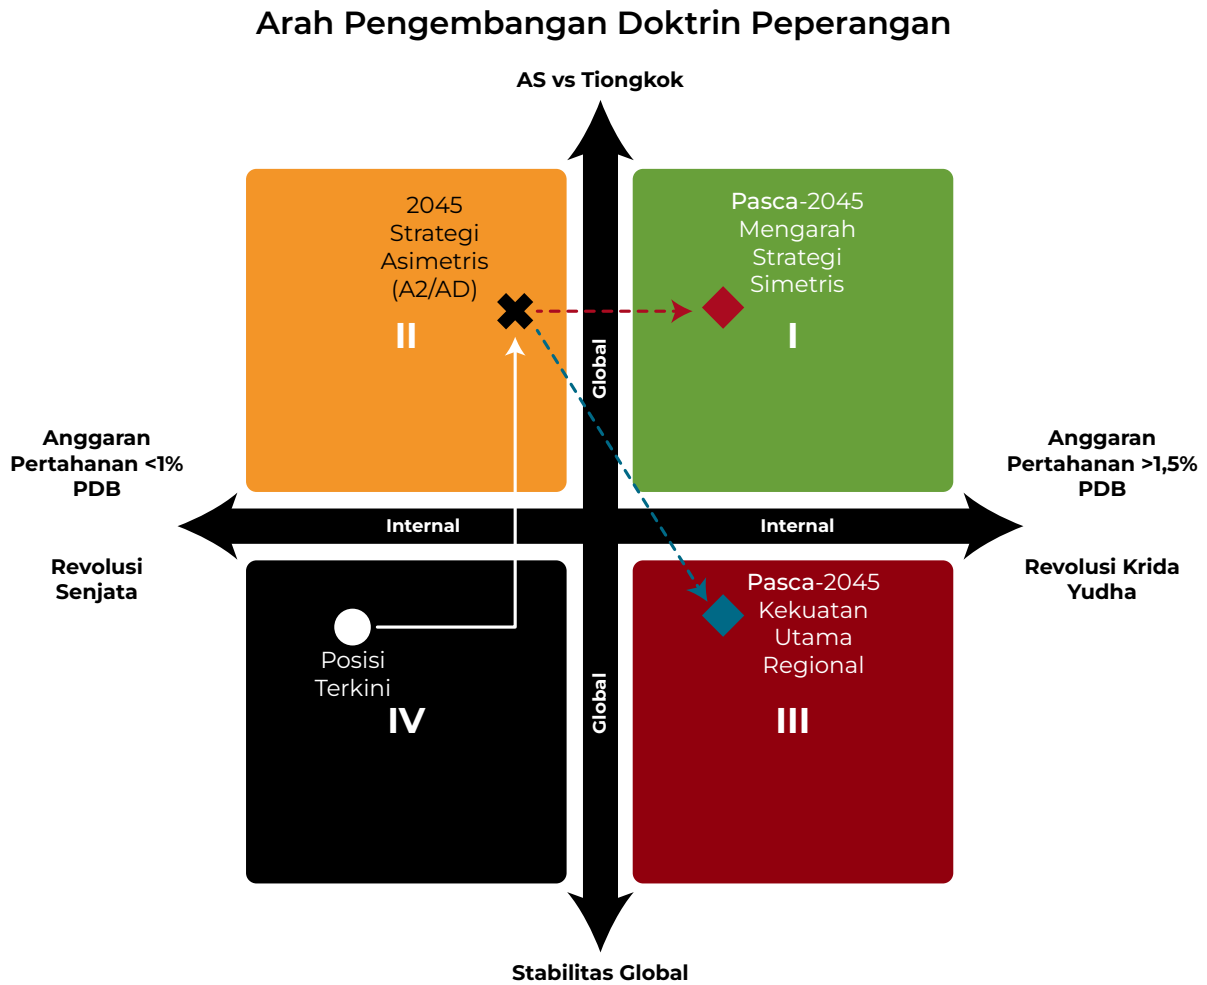 Arah Pengembangan Doktrin Peperangan
AS vs Tiongkok
2045
Strategi
Asimetris
(A2/AD)
II
Pasca-2045
Mengarah
Strategi
Simetris
I
Global
Anggaran
Pertahanan <1%
PDB
Anggaran
Pertahanan >1,5%
PDB
Internal
Internal
Revolusi
Senjata
Revolusi Krida
Yudha
Posisi
Terkini
IV
Pasca-2045
Kekuatan
Utama
Regional
III
Global
Stabilitas Global